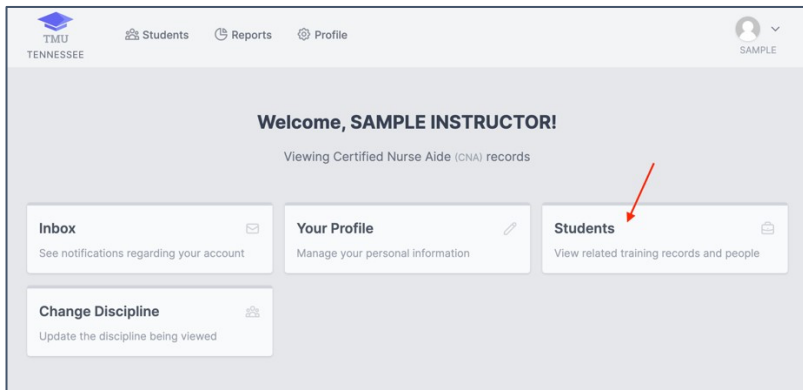 TMU
TENNESSEE
Students
Reports
Profile
SAMPLE
Welcome, SAMPLE INSTRUCTOR!
Viewing Certified Nurse Aide (CNA) records
Inbox
See notifications regarding your account
Your Profile
Manage your personal information
Students
View related training records and people
Change Discipline
Update the discipline being viewed